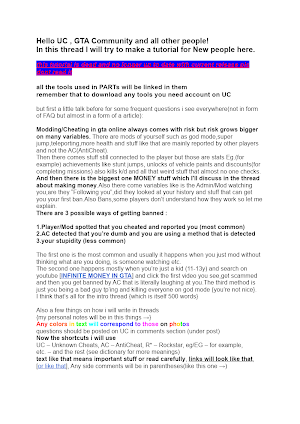 Hello UC , GTA Community and all other people!
In this thread I will try to make a tutorial for New people here.
this tutorial is dead and no longer up to date with current release pls
dont read it
all the tools used in PARTs will be linked in them
remember that to download any tools you need account on UC
but first a little talk before for some frequent questions i see everywhere(not in form
of FAQ but almost in a form of a article):
Modding/Cheating in gta online always comes with risk but risk grows bigger
on many variables. There are mods of yourself such as god mode,super
jump,teleporting,more health and stuff like that are mainly reported by other players
and not the AC(AntiCheat).
Then there comes stuff still connected to the player but those are stats Eg.(for
example) achievements like stunt jumps, unlocks of vehicle paints and discounts(for
completing missions) also kills k/d and all that weird stuff that almost no one checks.
And then there is the biggest one MONEY stuff which I'll discuss in the thread
about making money.Also there come variables like is the Admin/Mod watching
you,are they "Following you",did they looked at your history and stuff that can get
you your first ban.Also Bans,some players don't understand how they work so let me
explain.
There are 3 possible ways of getting banned :
1.Player/Mod spotted that you cheated and reported you (most common)
2.AC detected that you're dumb and you are using a method that is detected
3.your stupidity (less common)
The first one is the most common and usually it happens when you just mod without
thinking what are you doing, is someone watching etc.
The second one happens mostly when you're just a kid (11-13y) and search on
youtube [INFINITE MONEY IN GTA] and click the first video you see,get scammed
and then you get banned by AC that is literally laughing at you.The third method is
just you being a bad guy tp'ing and killing everyone on god mode (you're not nice)
I think that's all for the intro thread (which is itself 500 words)
Also a few things on how i will write in threads
(my personal notes will be in this things --›)
Any colors in text will correspond to those on photos
questions should be posted on UC in comments section (under post)
Now the shortcuts i will use
UC – Unknown Cheats, AC – AntiCheat, R* – Rockstar, eg/EG – for example,
etc. – and the rest (see dictionary for more meanings)
text like that means important stuff or read carefully, links will look like that
(or like that), Any side comments will be in parenthesis(like this one --›)